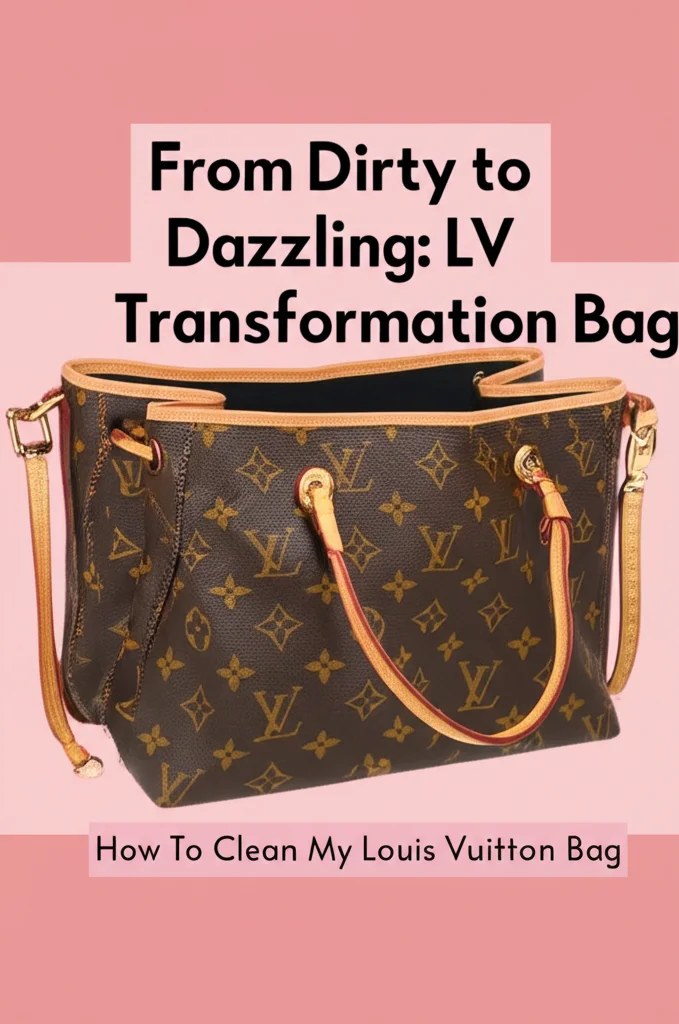 From Dirty to
Dazzling: LV
Transformation Bag
How To Clean My Louis Vuitton Bag